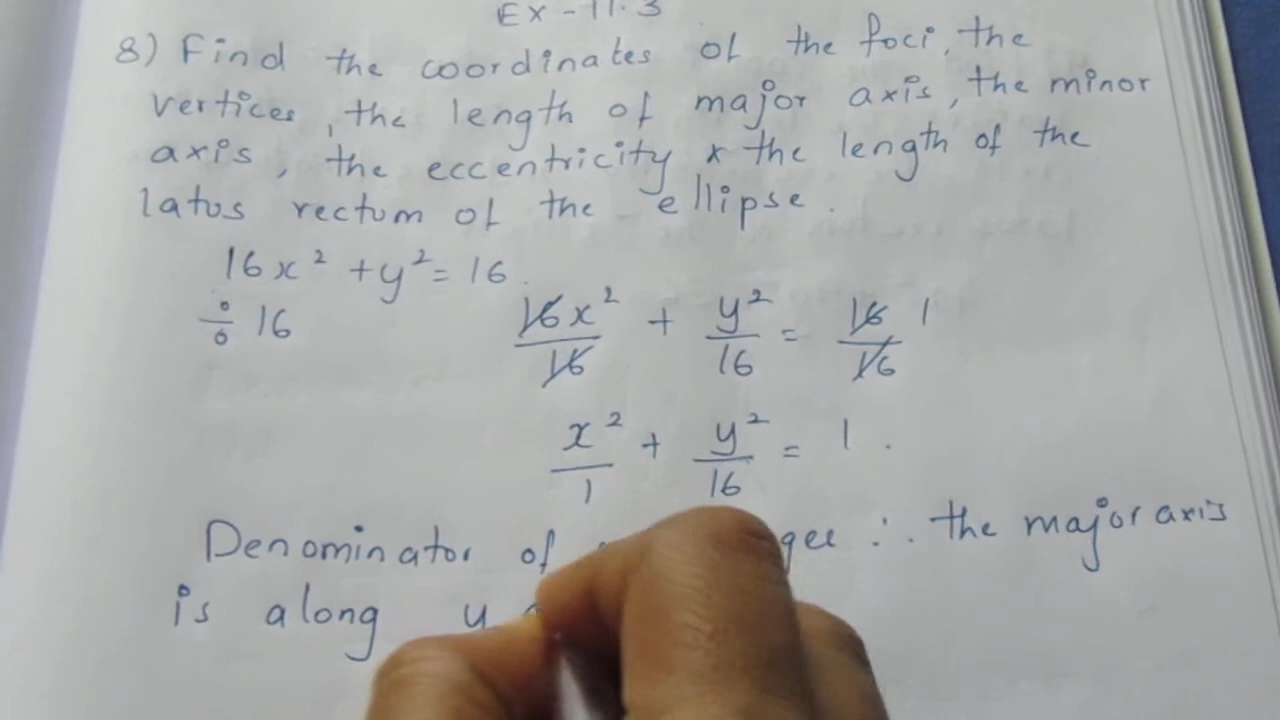 Ex - 11.3
8) Find the coordinates of the foci, the
vertices, the length of major axis, the minor
axis, the eccentricity & the length of the
latus rectum of the ellipse.
16x² + y² = 16.
÷ 16 16x²/16 + y²/16 = 16/16 1
x²/1 + y²/16 = 1.
Denominator of ∴ the major axis
is along y